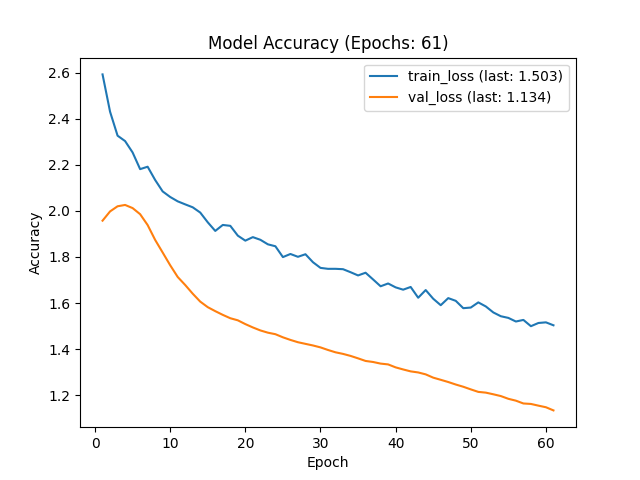 Model Accuracy (Epochs: 61)
train_loss (last: 1.503)
val_loss (last: 1.134)
Accuracy
2.6
2.4
2.2
2.0
1.8
1.6
1.4
1.2
0 10 20 30 40 50 60
Epoch